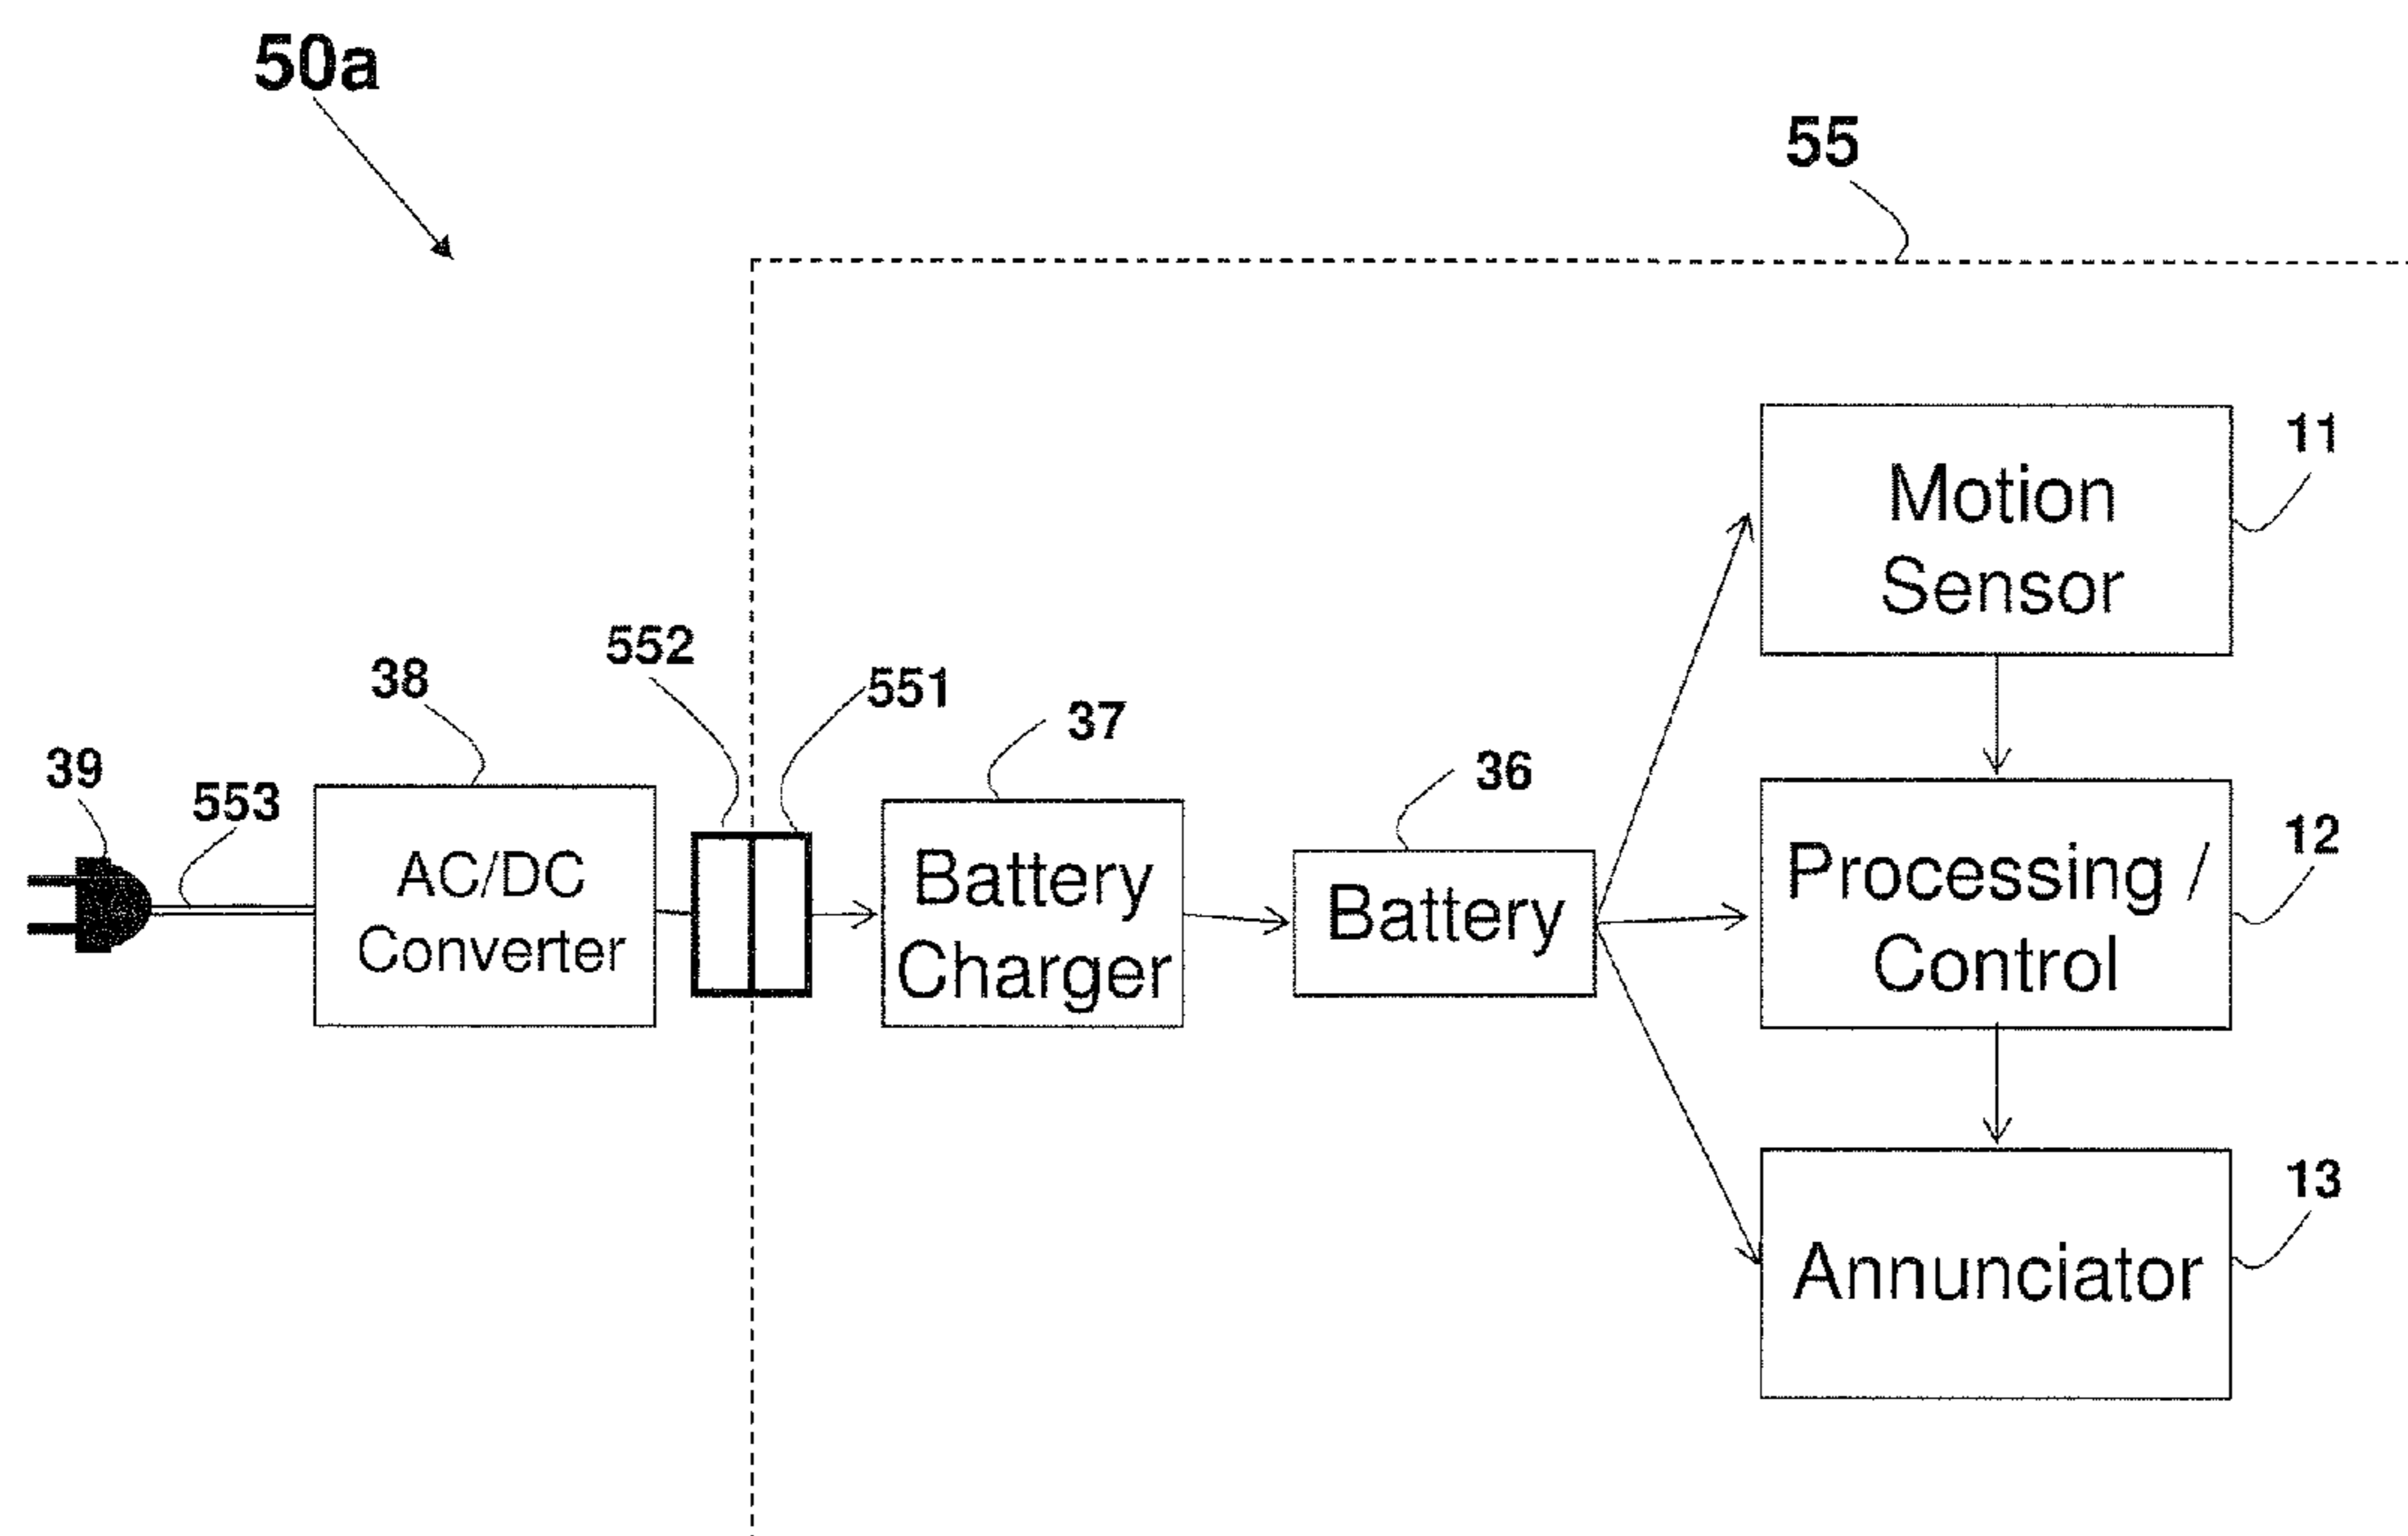 50a
55
11
Motion
Sensor
552
551
38
37
39
553
36
12
AC/DC
Converter
Battery
Charger
Battery
Processing /
Control
13
Annunciator